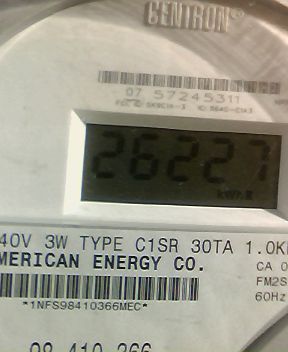 CENTRON®
07 57245311
26227
kWH
40V 3W TYPE C1SR 30TA 1.0K
MERICAN ENERGY CO.
CA 0
FM2S
60Hz
*1NFS98410366MEC*
98 410 366